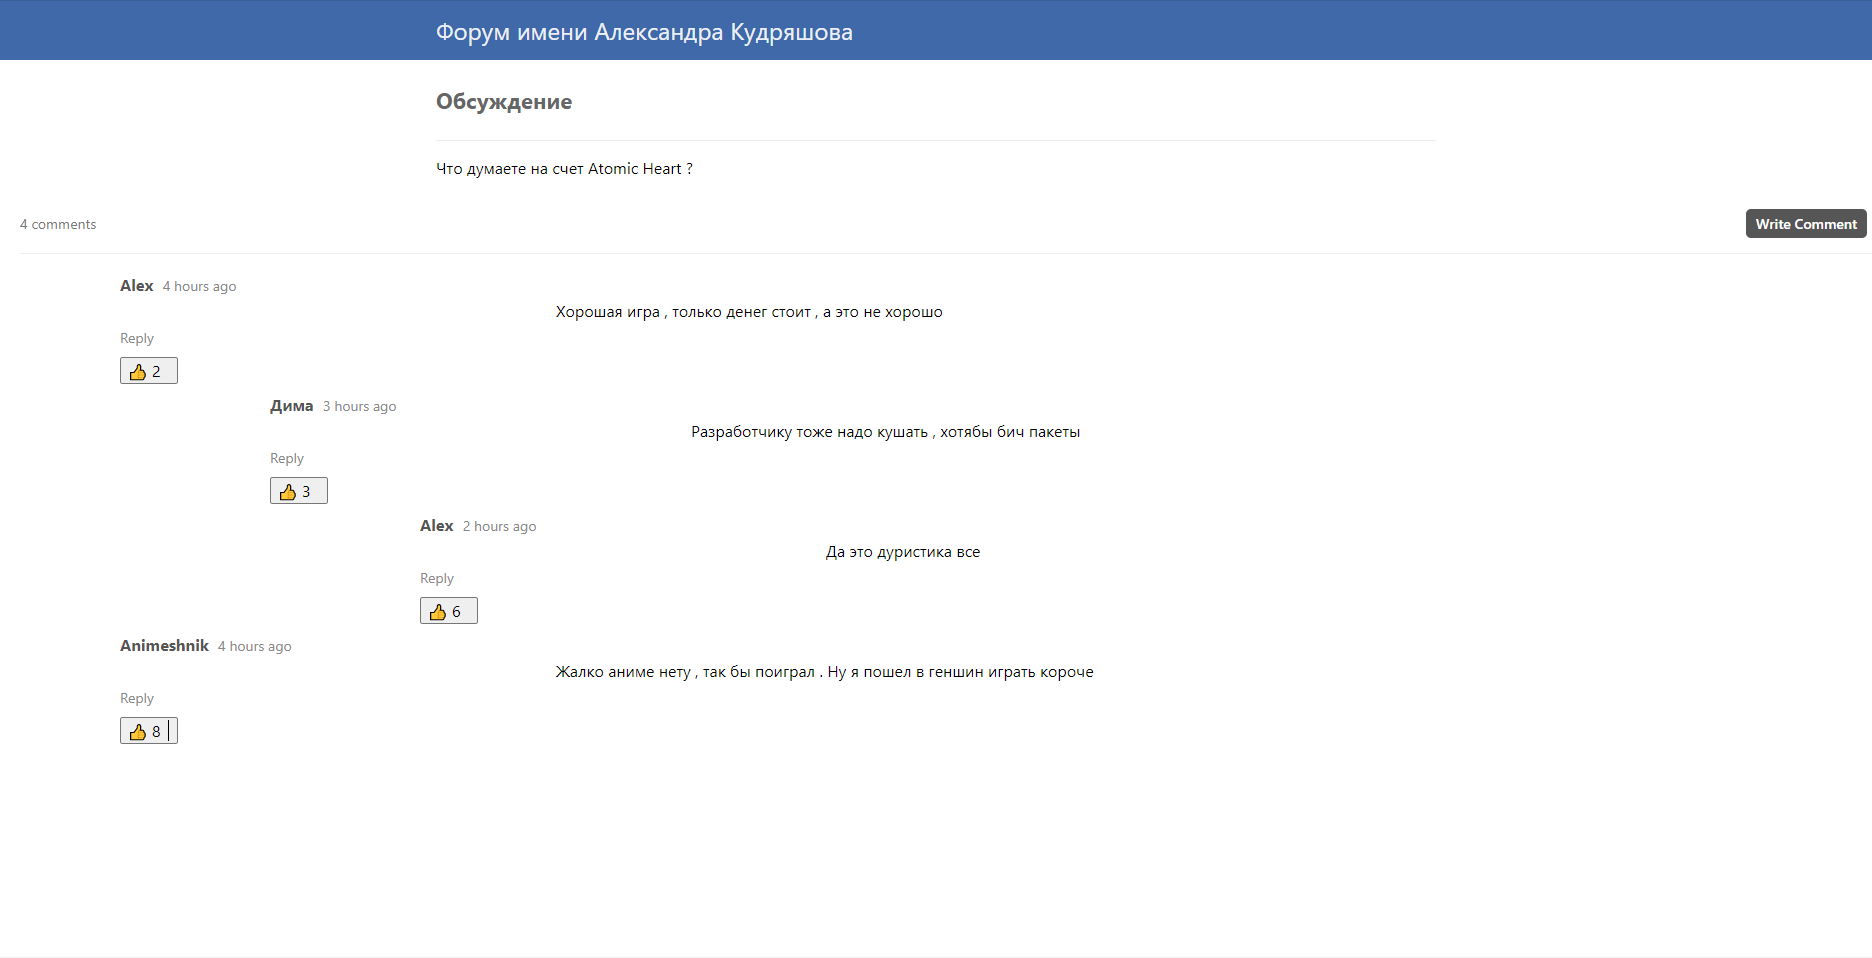 Форум имени Александра Кудряшова
Обсуждение
Что думаете на счет Atomic Heart ?
4 comments
Write Comment
Alex 4 hours ago
Хорошая игра , только денег стоит , а это не хорошо
Reply
👍 2
Дима 3 hours ago
Разработчику тоже надо кушать , хотябы бич пакеты
Reply
👍 3
Alex 2 hours ago
Да это дуристика все
Reply
👍 6
Animeshnik 4 hours ago
Жалко аниме нету , так бы поиграл . Ну я пошел в геншин играть короче
Reply
👍 8